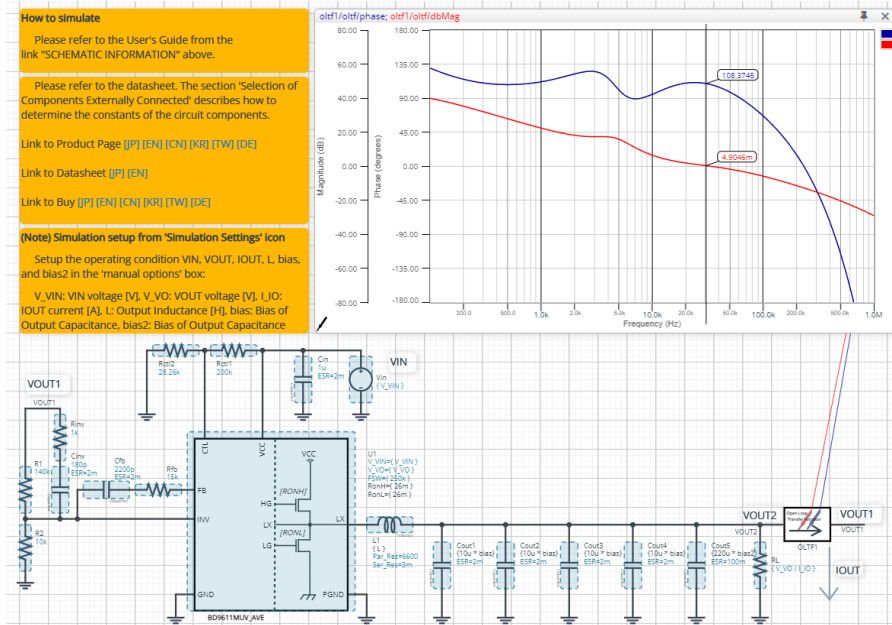 How to simulate
Please refer to the User's Guide from the
link "SCHEMATIC INFORMATION" above.
Please refer to the datasheet. The section 'Selection of
Components Externally Connected' describes how to
determine the constants of the circuit components.
Link to Product Page [JP] [EN] [CN] [KR] [TW] [DE]
Link to Datasheet [JP] [EN]
Link to Buy [JP] [EN] [CN] [KR] [TW] [DE]
(Note) Simulation setup from 'Simulation Settings' icon
Setup the operating condition VIN, VOUT, IOUT, L, bias,
and bias2 in the 'manual options' box:
V_VIN: VIN voltage [V], V_VO: VOUT voltage [V], I_IO:
IOUT current [A], L: Output Inductance [H], bias: Bias of
Output Capacitance, bias2: Bias of Output Capacitance
oltf1/oltf/phase; oltf1/oltf/dbMag
80.00
60.00
40.00
20.00
0.00
-20.00
-40.00
-60.00
-80.00
Magnitude (dB)
180.00
135.00
90.00
45.00
0.00
-45.00
-90.00
-135.00
-180.00
Phase (degrees)
108.3745
4.9046m
200.0
500.0
1.0k
2.0k
5.0k
10.0k
20.0k
50.0k
100.0k
200.0k
500.0k
1.0M
Frequency (Hz)
Rctl2
28.26k
Rctl1
200k
Cin
1u
ESR=2m
VIN
Vin
{ V_VIN }
VOUT1
VOUT1
Rinv
1k
R1
140k
Cinv
180p
ESR=2m
Cfb
2200p
ESR=2m
Rfb
15k
R2
10k
CTL
VCC
FB
INV
GND
VCC
[RONH]
HG
LX
[RONL]
LG
LX
PGND
BD9611MUV_AVE
U1
V_VIN={ V_VIN }
V_VO={ V_VO }
FSW={ 250k }
RonH={ 26m }
RonL={ 26m }
L1
{ L }
Par_Res=6600
Ser_Res=3m
Cout1
{10u * bias}
ESR=2m
Cout2
{10u * bias}
ESR=2m
Cout3
{10u * bias}
ESR=2m
Cout4
{10u * bias}
ESR=2m
Cout5
{220u * bias2}
ESR=100m
VOUT2
VOUT2
RL
{ V_VO / I_IO }
Open Loop
OLTF1
VOUT1
VOUT1
IOUT